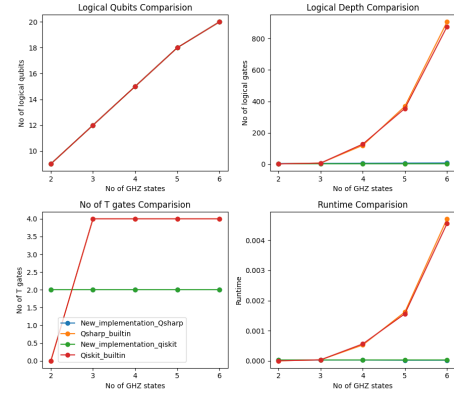 Logical Qubits Comparision
20
18
16
14
12
10
No of logical qubits
2 3 4 5 6
No of GHZ states
Logical Depth Comparision
800
600
400
200
0
No of logical gates
2 3 4 5 6
No of GHZ states
No of T gates Comparision
4.0
3.5
3.0
2.5
2.0
1.5
1.0
0.5
0.0
No of T gates
New_implementation_Qsharp
Qsharp_builtin
New_implementation_qiskit
Qiskit_builtin
2 3 4 5 6
No of GHZ states
Runtime Comparision
0.004
0.003
0.002
0.001
0.000
Runtime
2 3 4 5 6
No of GHZ states